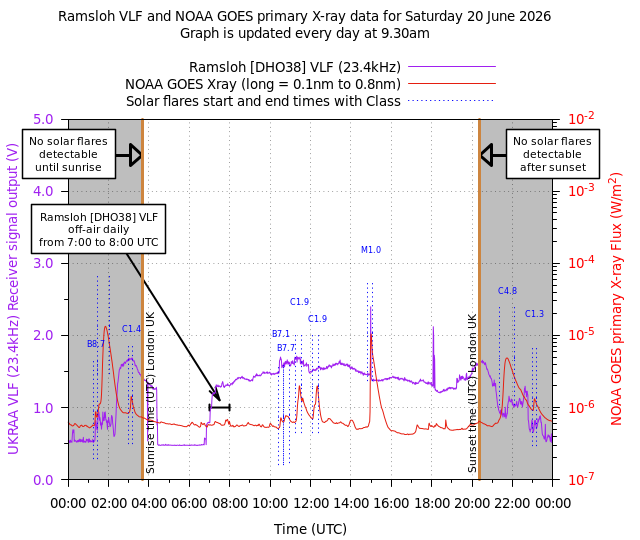 Ramsloh VLF and NOAA GOES primary X-ray data for Saturday 20 June 2026
Graph is updated every day at 9.30am
Ramsloh [DHO38] VLF (23.4kHz)
NOAA GOES Xray (long = 0.1nm to 0.8nm)
Solar flares start and end times with Class
5.0
4.0
3.0
2.0
1.0
0.0
UKRAA VLF (23.4kHz) Receiver signal output (V)
No solar flares
detectable
until sunrise
Ramsloh [DHO38] VLF
off-air daily
from 7:00 to 8:00 UTC
No solar flares
detectable
after sunset
B8.7
C1.4
B7.1
B7.7
C1.9
C1.9
M1.0
C4.8
C1.3
Sunrise time (UTC) London UK
Sunset time (UTC) London UK
10⁻²
10⁻³
10⁻⁴
10⁻⁵
10⁻⁶
10⁻⁷
NOAA GOES primary X-ray Flux (W/m²)
00:00 02:00 04:00 06:00 08:00 10:00 12:00 14:00 16:00 18:00 20:00 22:00 00:00
Time (UTC)